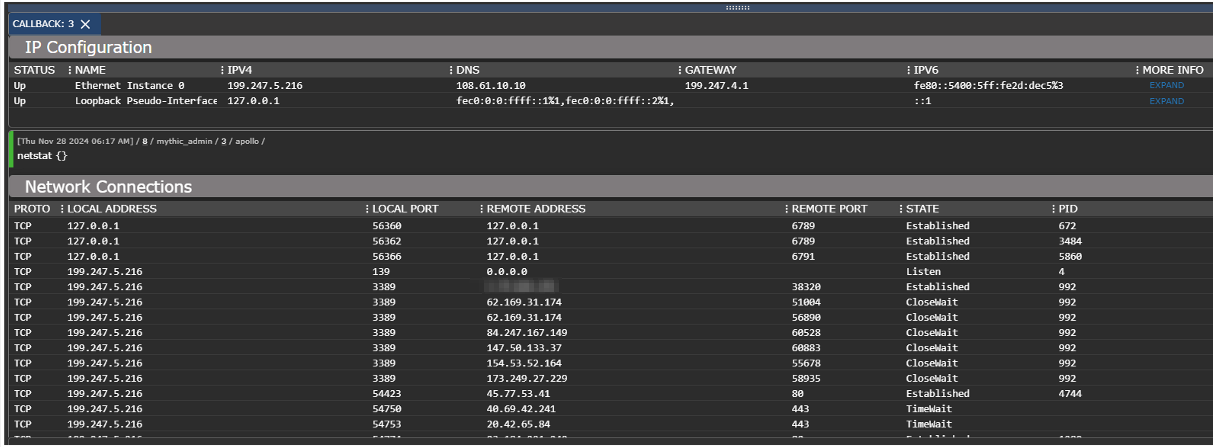 CALLBACK: 3
IP Configuration
STATUS NAME IPV4 DNS GATEWAY IPV6 MORE INFO
Up Ethernet Instance 0 199.247.5.216 108.61.10.10 199.247.4.1 fe80::5400:5ff:fe2d:dec5%3 EXPAND
Up Loopback Pseudo-Interface 127.0.0.1 fec0:0:0:ffff::1%1,fec0:0:0:ffff::2%1, ::1 EXPAND
[Thu Nov 28 2024 06:17 AM] / 8 / mythic_admin / 3 / apollo /
netstat {}
Network Connections
PROTO LOCAL ADDRESS LOCAL PORT REMOTE ADDRESS REMOTE PORT STATE PID
TCP 127.0.0.1 56360 127.0.0.1 6789 Established 672
TCP 127.0.0.1 56362 127.0.0.1 6789 Established 3484
TCP 127.0.0.1 56366 127.0.0.1 6791 Established 5860
TCP 199.247.5.216 139 0.0.0.0 Listen 4
TCP 199.247.5.216 3389 38320 Established 992
TCP 199.247.5.216 3389 62.169.31.174 51004 CloseWait 992
TCP 199.247.5.216 3389 62.169.31.174 56890 CloseWait 992
TCP 199.247.5.216 3389 84.247.167.149 60528 CloseWait 992
TCP 199.247.5.216 3389 147.50.133.37 60883 CloseWait 992
TCP 199.247.5.216 3389 154.53.52.164 55678 CloseWait 992
TCP 199.247.5.216 3389 173.249.27.229 58935 CloseWait 992
TCP 199.247.5.216 54423 45.77.53.41 80 Established 4744
TCP 199.247.5.216 54750 40.69.42.241 443 TimeWait
TCP 199.247.5.216 54753 20.42.65.84 443 TimeWait